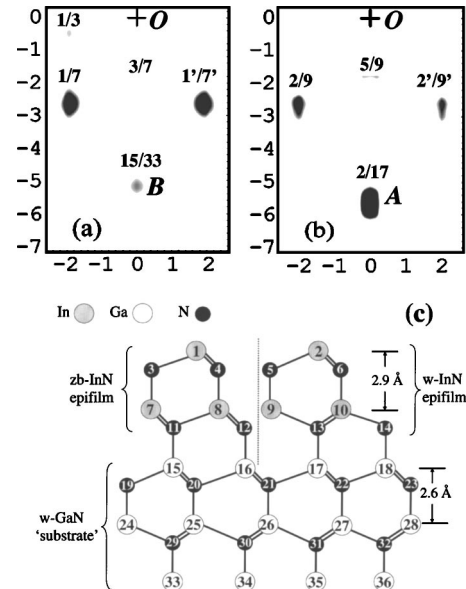 0 O 0 O
1/3
-1 -1
3/7 5/9
-2 1/7 1'/7' -2 2/9 2'/9'
-3 -3
-4 15/33 -4 2/17
-5 B -5 A
-6 (a) -6 (b)
-7 -7
-2 -1 0 1 2 -2 -1 0 1 2
In Ga N (c)
1 2
zb-InN 3 4 5 6 2.9 Å w-InN
epifilm 7 8 9 10 epifilm
11 12 13 14
15 16 17 18
w-GaN 19 20 21 22 23 2.6 Å
'substrate' 24 25 26 27 28
29 30 31 32
33 34 35 36